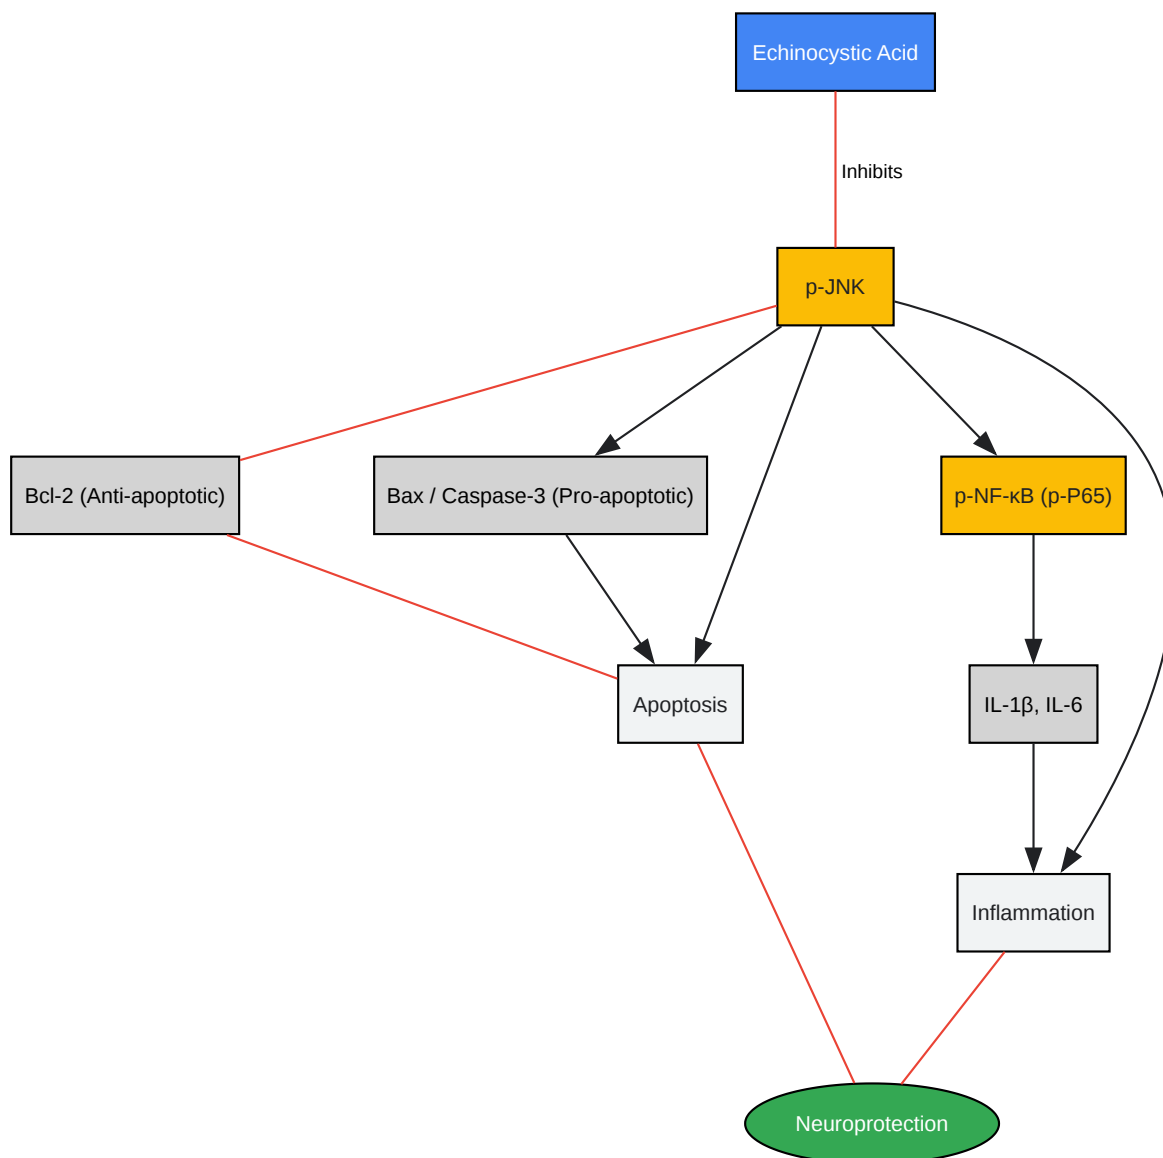 Echinocystic Acid
Inhibits
p-JNK
Bcl-2 (Anti-apoptotic)
Bax / Caspase-3 (Pro-apoptotic)
p-NF-κB (p-P65)
Apoptosis
IL-1β, IL-6
Inflammation
Neuroprotection